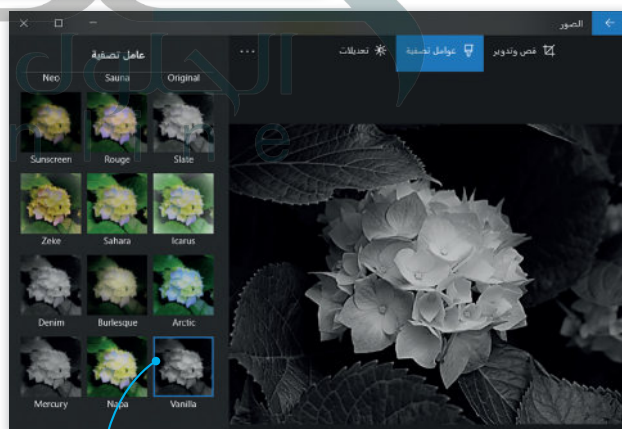 الصور
قص وتدوير
عوامل تصفية
تعديلات
عامل تصفية
Original
Sauna
Neo
Slate
Rouge
Sunscreen
Icarus
Sahara
Zeke
Arctic
Burlesque
Denim
Vanilla
Napa
Mercury